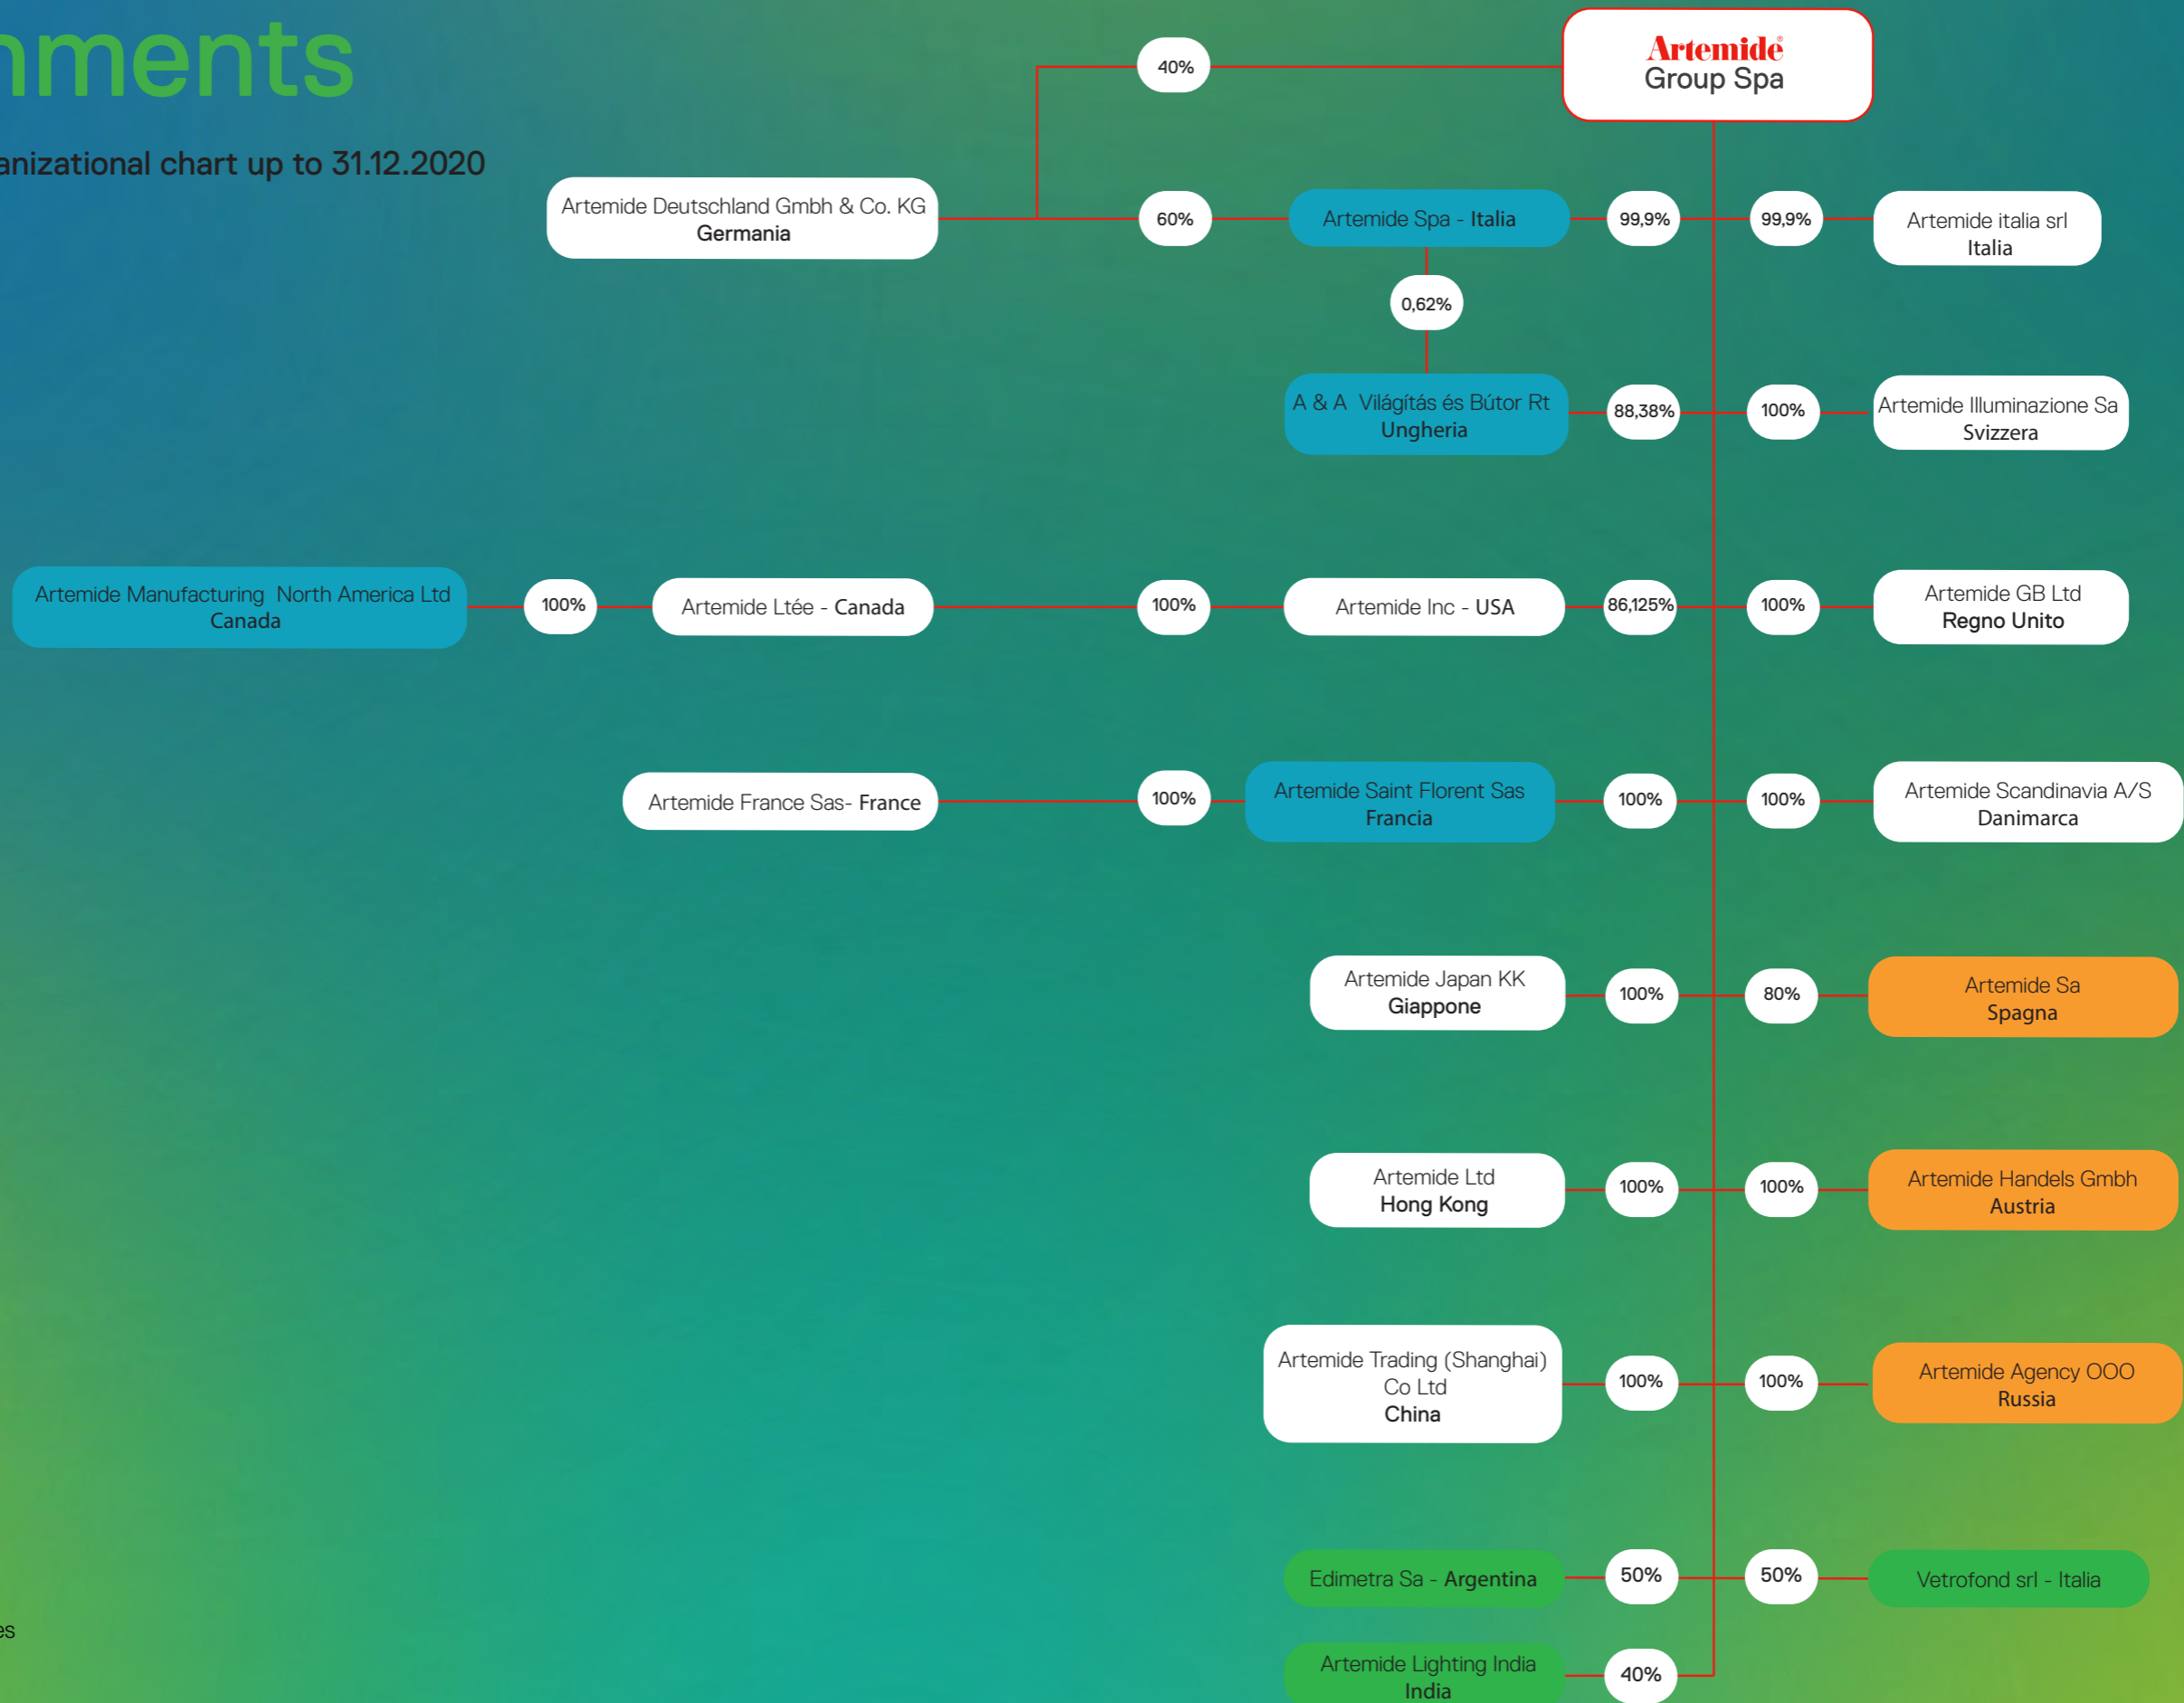 nments
anizational chart up to 31.12.2020
Artemide®
Group Spa
40%
Artemide Deutschland Gmbh & Co. KG
Germania
60%
Artemide Spa - Italia
99,9%
99,9%
Artemide italia srl
Italia
0,62%
A & A Világítás és Bútor Rt
Ungheria
88,38%
100%
Artemide Illuminazione Sa
Svizzera
Artemide Manufacturing North America Ltd
Canada
100%
Artemide Ltée - Canada
100%
Artemide Inc - USA
86,125%
100%
Artemide GB Ltd
Regno Unito
Artemide France Sas- France
100%
Artemide Saint Florent Sas
Francia
100%
100%
Artemide Scandinavia A/S
Danimarca
Artemide Japan KK
Giappone
100%
80%
Artemide Sa
Spagna
Artemide Ltd
Hong Kong
100%
100%
Artemide Handels Gmbh
Austria
Artemide Trading (Shanghai)
Co Ltd
China
100%
100%
Artemide Agency OOO
Russia
Edimetra Sa - Argentina
50%
50%
Vetrofond srl - Italia
es
Artemide Lighting India
India
40%